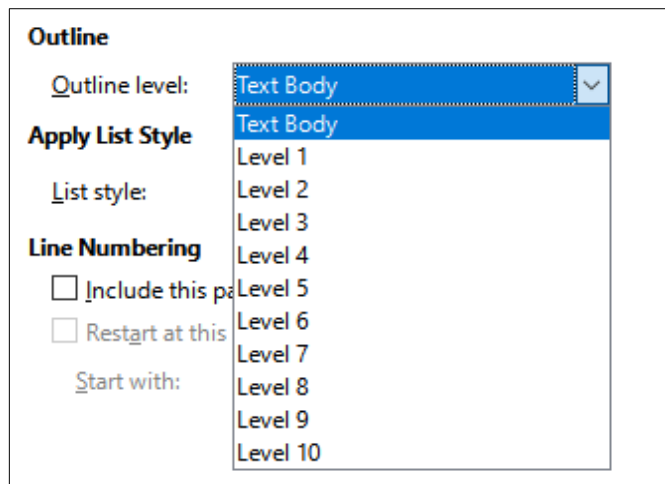 Outline
Outline level: Text Body
Text Body
Apply List Style
Level 1
Level 2
List style:
Level 3
Line Numbering
Level 4
Include this pa
Level 5
Level 6
Restart at this
Level 7
Start with:
Level 8
Level 9
Level 10